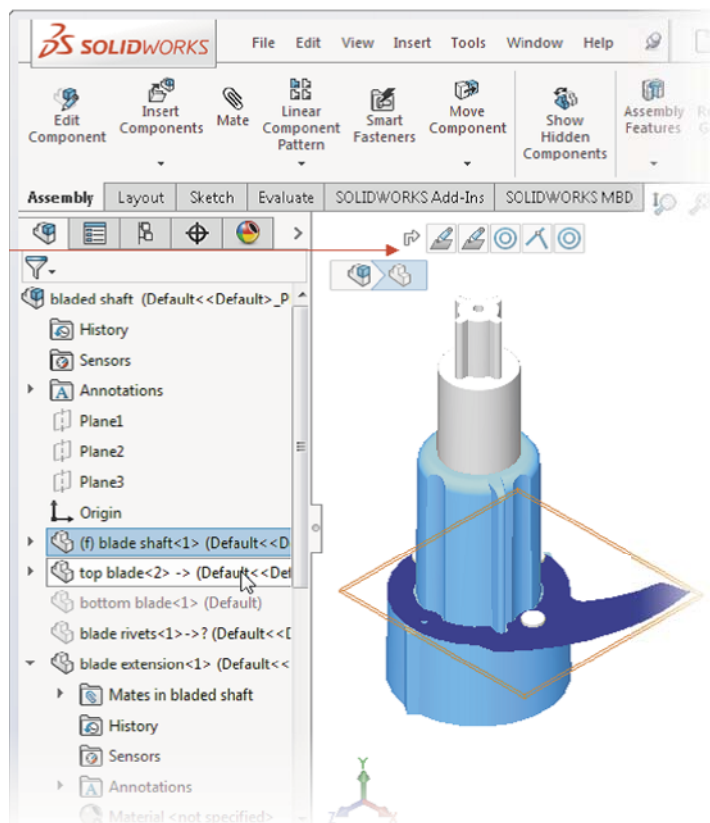 SOLIDWORKS
File Edit View Insert Tools Window Help
Edit Component
Insert Components
Mate
Linear Component Pattern
Smart Fasteners
Move Component
Show Hidden Components
Assembly Features
Assembly Layout Sketch Evaluate SOLIDWORKS Add-Ins SOLIDWORKS MBD
bladed shaft (Default<<Default>_P
History
Sensors
A Annotations
Plane1
Plane2
Plane3
Origin
(f) blade shaft<1> (Default<<D
top blade<2> -> (Default<<Def
bottom blade<1> (Default)
blade rivets<1>->? (Default<<D
blade extension<1> (Default<<
Mates in bladed shaft
History
Sensors
A Annotations
Material <not specified>
Y
Z
X